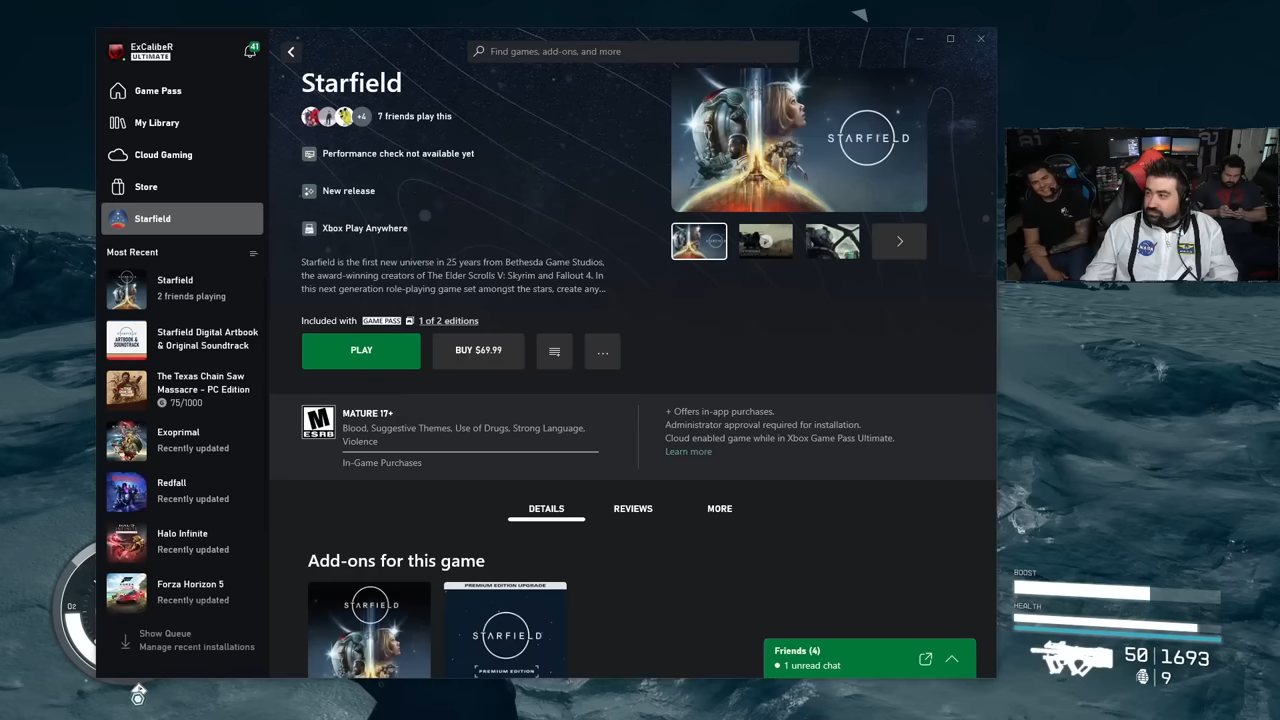 ExCalibeR
ULTIMATE
41
Game Pass
My Library
Cloud Gaming
Store
Starfield
Most Recent
Starfield
2 friends playing
Starfield Digital Artbook
& Original Soundtrack
The Texas Chain Saw
Massacre - PC Edition
G 75/1000
Exoprimal
Recently updated
Redfall
Recently updated
Halo Infinite
Recently updated
Forza Horizon 5
Recently updated
Show Queue
Manage recent installations
Find games, add-ons, and more
Starfield
+4
7 friends play this
Performance check not available yet
New release
Xbox Play Anywhere
Starfield is the first new universe in 25 years from Bethesda Game Studios,
the award-winning creators of The Elder Scrolls V: Skyrim and Fallout 4. In
this next generation role-playing game set amongst the stars, create any...
Included with GAME PASS 1 of 2 editions
PLAY
BUY $69.99
...
STARFIELD
M
ESRB
MATURE 17+
Blood, Suggestive Themes, Use of Drugs, Strong Language,
Violence
In-Game Purchases
+ Offers in-app purchases.
Administrator approval required for installation.
Cloud enabled game while in Xbox Game Pass Ultimate.
Learn more
DETAILS
REVIEWS
MORE
Add-ons for this game
STARFIELD
PREMIUM EDITION UPGRADE
STARFIELD
PREMIUM EDITION
Friends (4)
1 unread chat
O2
NASA
BOOST
HEALTH
50 | 1693
9